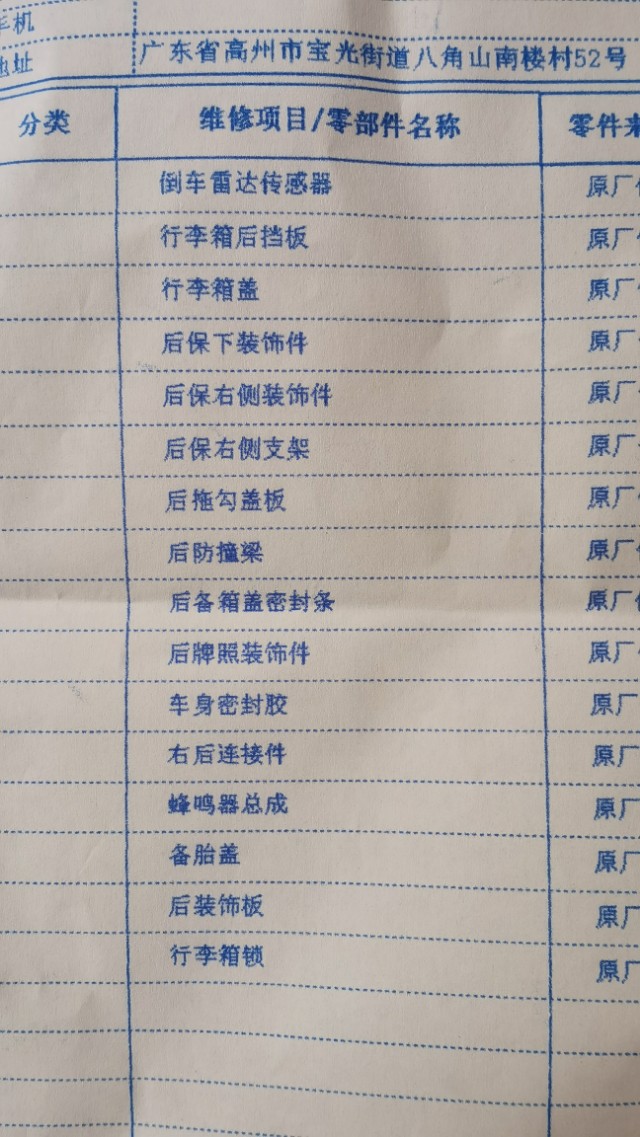 手机
地址 广东省高州市宝光街道八角山南楼村52号
分类 维修项目/零部件名称 零件来
倒车雷达传感器 原厂
行李箱后挡板 原厂
行李箱盖 原厂
后保下装饰件 原厂
后保右侧装饰件 原厂
后保右侧支架 原厂
后拖勾盖板 原厂
后防撞梁 原厂
后备箱盖密封条 原厂
后牌照装饰件 原厂
车身密封胶 原厂
右后连接件 原厂
蜂鸣器总成 原厂
备胎盖 原厂
后装饰板 原厂
行李箱锁 原厂